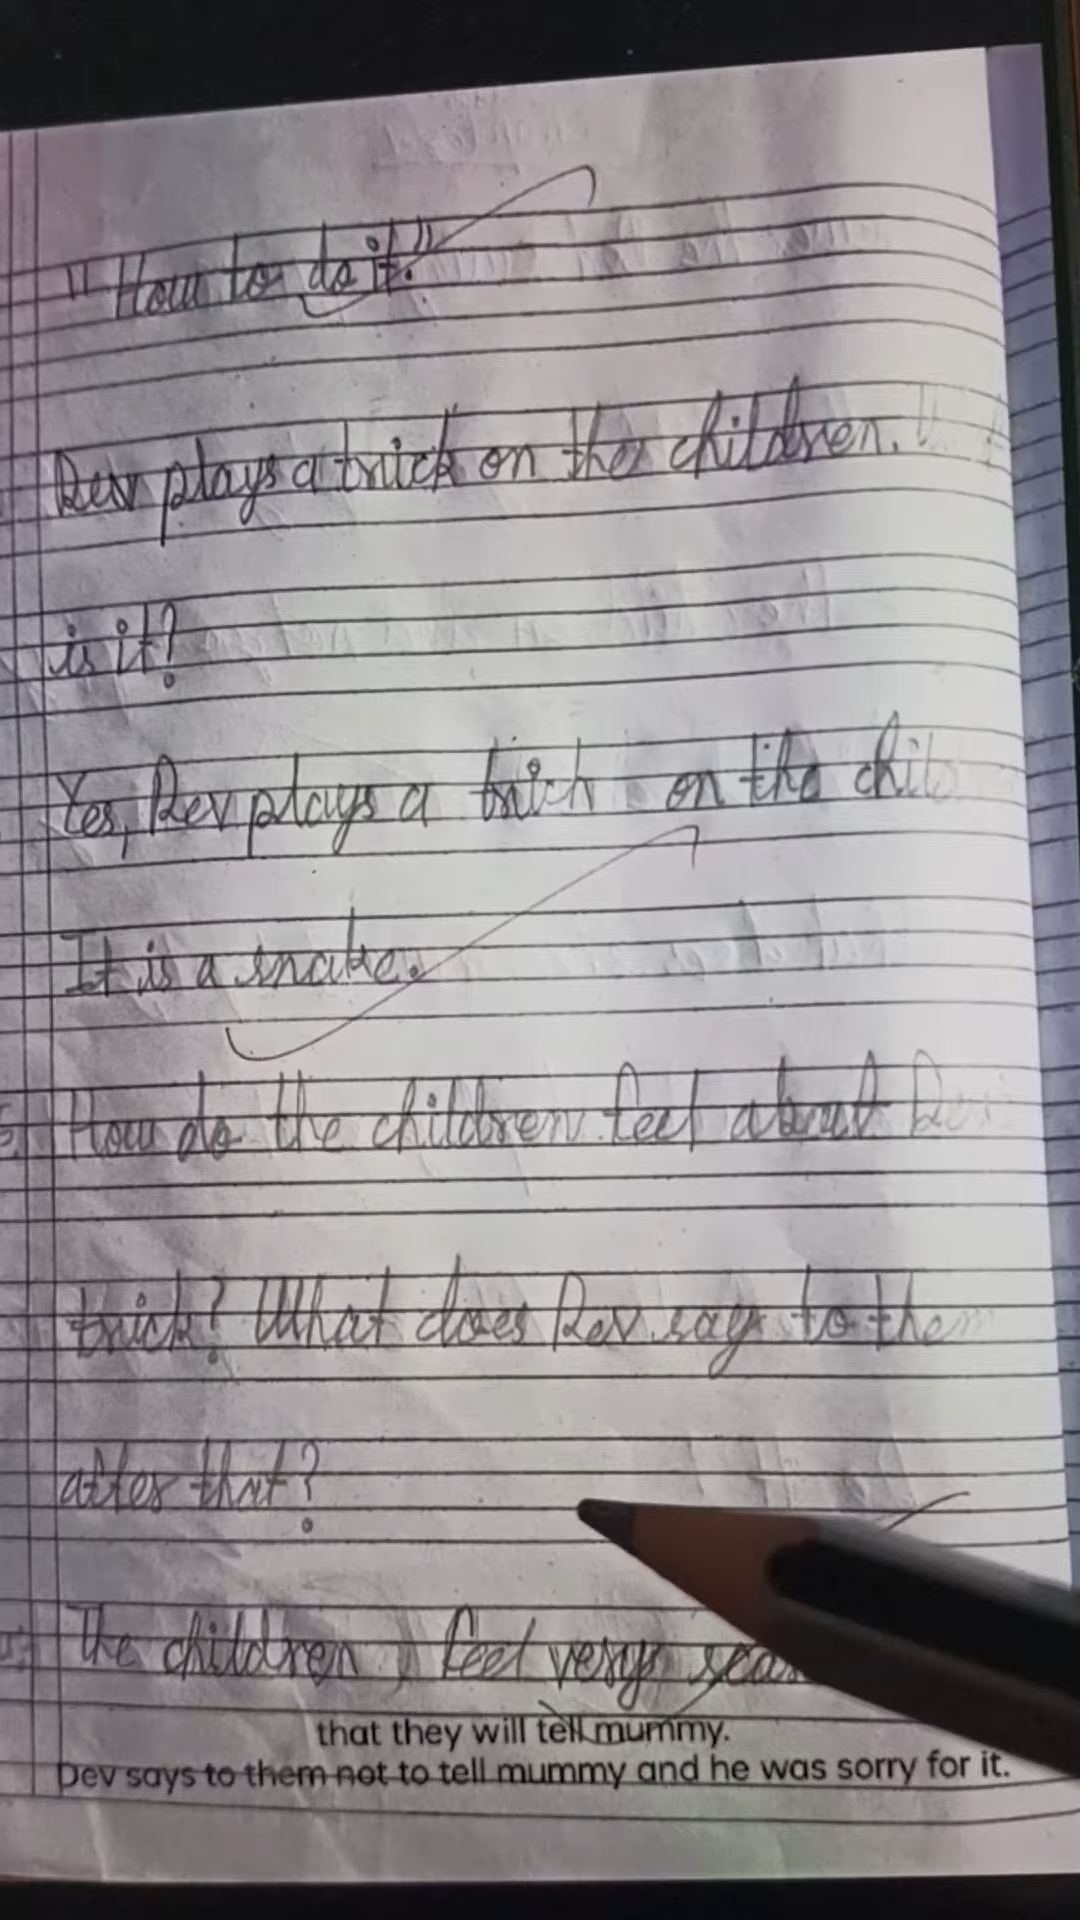 "How to do it."
Dev plays a trick on the children.
is it?
Yes, Dev plays a trick on the chil
It is a snake.
How do the children feel about De
trick? What does Dev say to the
after that?
The children feel very scar
that they will tell mummy.
Dev says to them not to tell mummy and he was sorry for it.